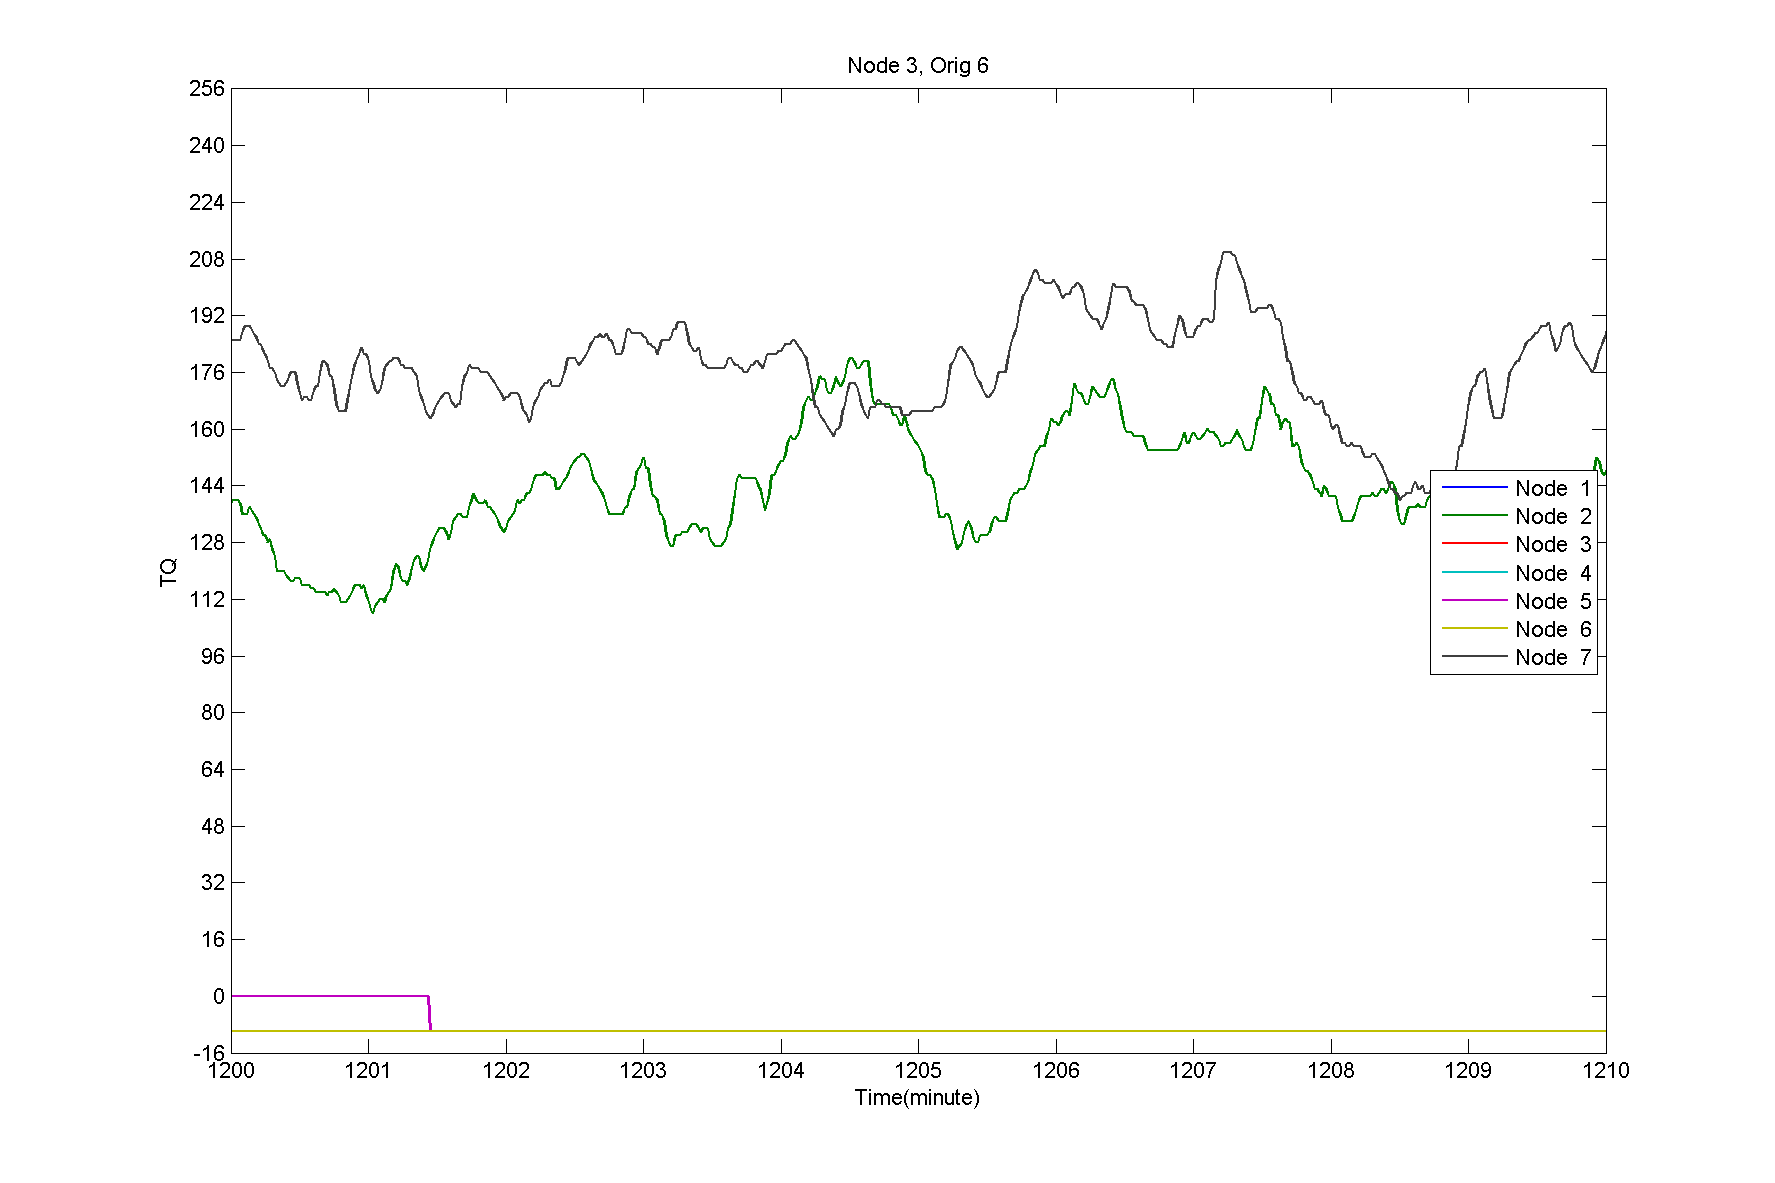 Node 3, Orig 6
256
240
224
208
192
176
160
144
128
112
96
80
64
48
32
16
0
-16
TQ
Node 1
Node 2
Node 3
Node 4
Node 5
Node 6
Node 7
1200 1201 1202 1203 1204 1205 1206 1207 1208 1209 1210
Time(minute)